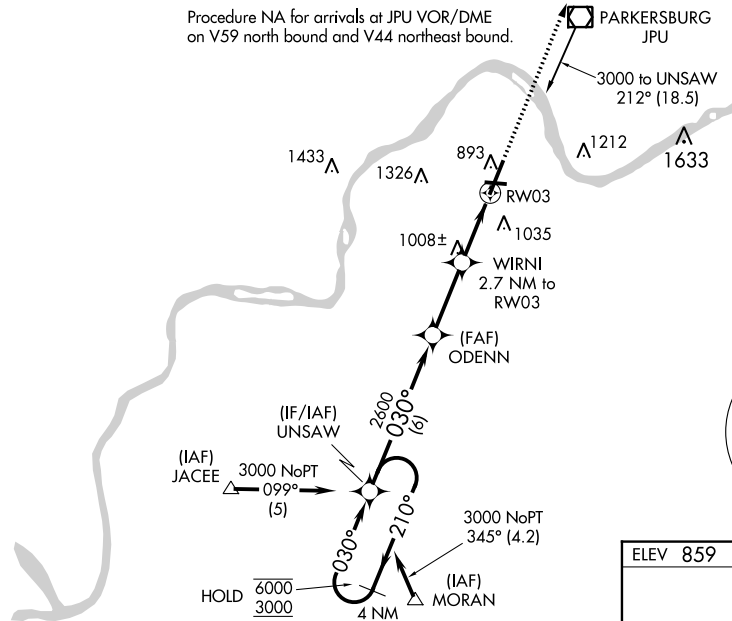 Procedure NA for arrivals at JPU VOR/DME
on V59 north bound and V44 northeast bound.
PARKERSBURG
JPU
3000 to UNSAW
212° (18.5)
1433
1326
893
1212
1633
RW03
1035
1008±
WIRNI
2.7 NM to
RW03
(FAF)
ODENN
2600
030°
(6)
(IF/IAF)
UNSAW
(IAF)
JACEE
3000 NoPT
099°
(5)
210°
030°
3000 NoPT
345° (4.2)
(IAF)
MORAN
HOLD
6000
3000
4 NM
ELEV 859